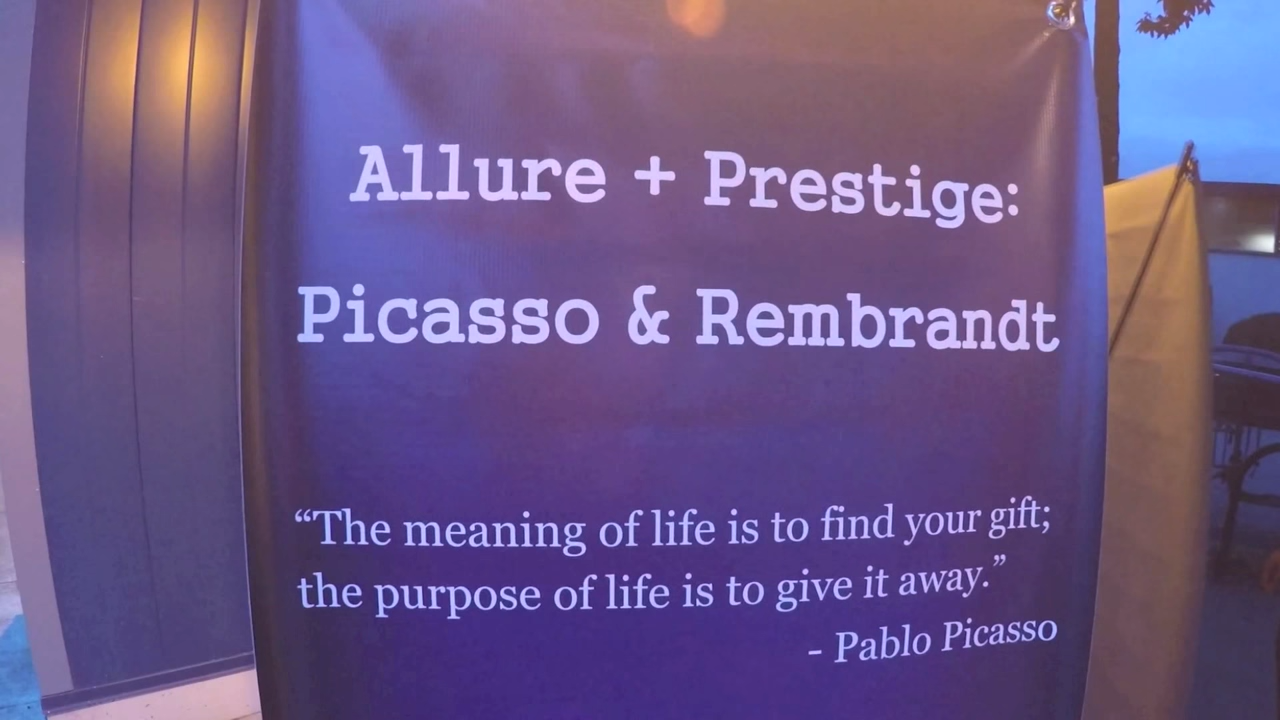 Allure + Prestige:
Picasso & Rembrandt
“The meaning of life is to find your gift;
the purpose of life is to give it away.”
- Pablo Picasso